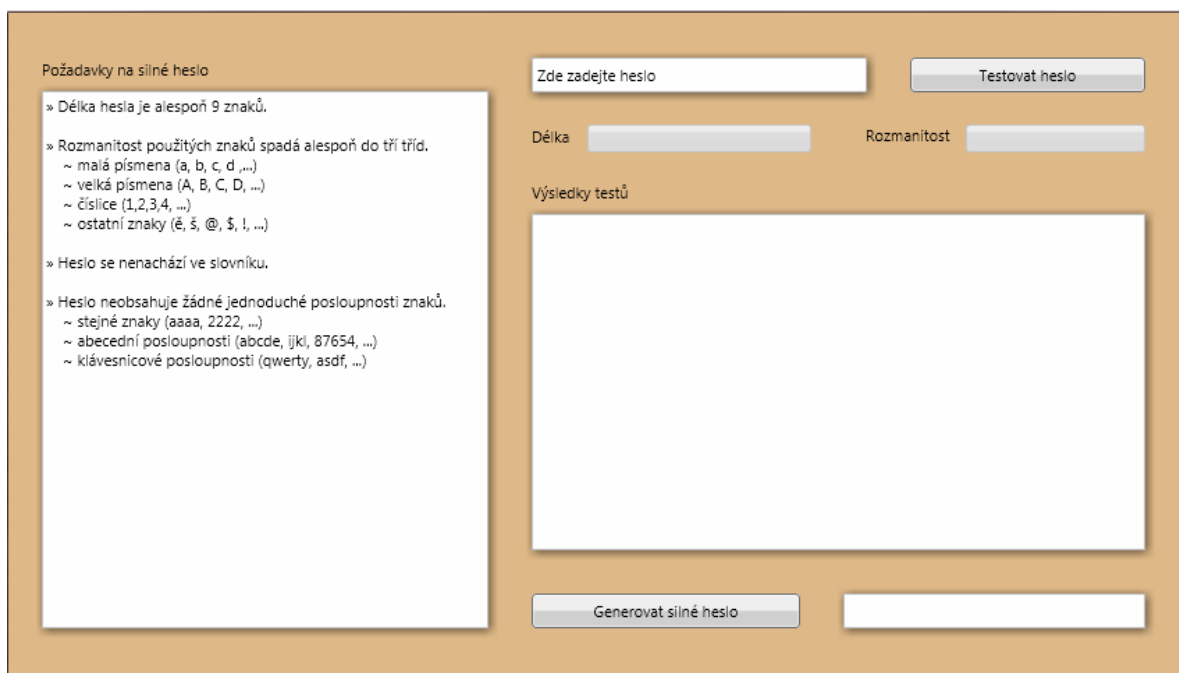 Požadavky na silné heslo
» Délka hesla je alespoň 9 znaků.
» Rozmanitost použitých znaků spadá alespoň do tří tříd.
~ malá písmena (a, b, c, d ,...)
~ velká písmena (A, B, C, D, ...)
~ číslice (1,2,3,4, ...)
~ ostatní znaky (ě, š, @, $, !, ...)
» Heslo se nenachází ve slovníku.
» Heslo neobsahuje žádné jednoduché posloupnosti znaků.
~ stejné znaky (aaaa, 2222, ...)
~ abecední posloupnosti (abcde, ijkl, 87654, ...)
~ klávesnicové posloupnosti (qwerty, asdf, ...)
Zde zadejte heslo
Testovat heslo
Délka
Rozmanitost
Výsledky testů
Generovat silné heslo